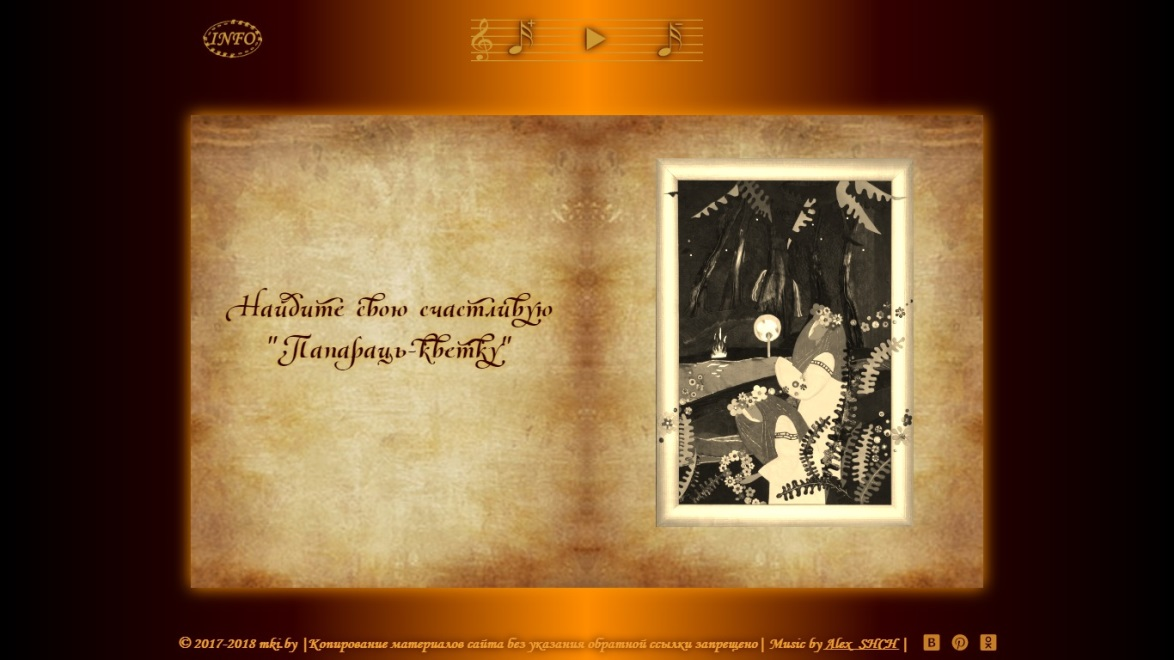 INFO
Найдите свою счастливую
"Папараць-кветку"
© 2017-2018 mki.by |Копирование материалов сайта без указания обратной ссылки запрещено| Music by Alex_SHCH |